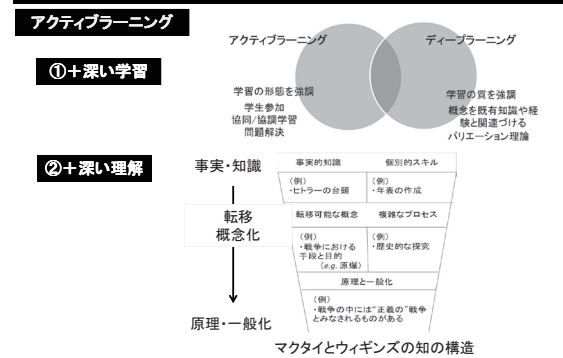 アクティブラーニング
①＋深い学習
アクティブラーニング
ディープラーニング
学習の形態を強調
学生参加
協同/協調学習
問題解決
学習の質を強調
概念を既有知識や経
験と関連づける
バリエーション理論
②＋深い理解
事実・知識
転移
概念化
原理・一般化
事実的知識
個別的スキル
（例）
・ヒトラーの台頭
（例）
・年表の作成
転移可能な概念
複雑なプロセス
（例）
・戦争における
手段と目的
(e.g. 原爆)
（例）
・歴史的な探究
原理と一般化
（例）
・戦争の中には“正義の”戦争
とみなされるものがある
マクタイとウィギンズの知の構造